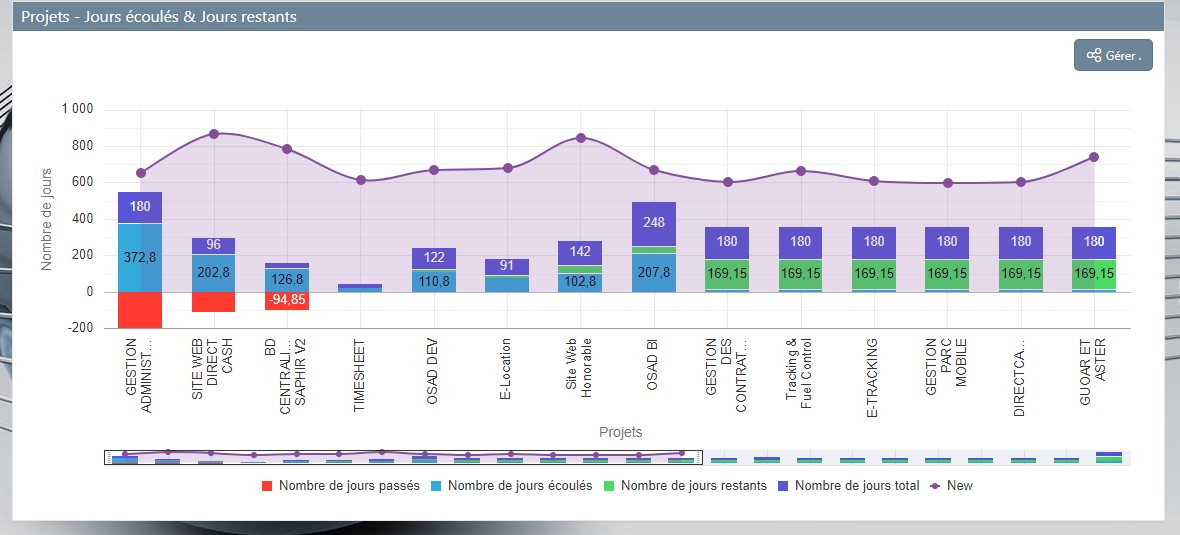 Projets - Jours écoulés & Jours restants
Gérer .
1 000
800
600
400
200
0
-200
Nombre de jours
180
372,8
96
202,8
126,8
-94,85
122
110,8
91
142
102,8
248
207,8
180
169,15
180
169,15
180
169,15
180
169,15
180
169,15
180
169,15
GESTION
ADMINIST...
SITE WEB
DIRECT
CASH
BD
CENTRALI...
SAPHIR V2
TIMESHEET
OSAD DEV
E-Location
Site Web
Honorable
OSAD BI
GESTION
DES
CONTRAT...
Tracking &
Fuel Control
E-TRACKING
GESTION
PARC
MOBILE
DIRECT CA...
GUOAR ET
ASTER
Projets
Nombre de jours passés
Nombre de jours écoulés
Nombre de jours restants
Nombre de jours total
New